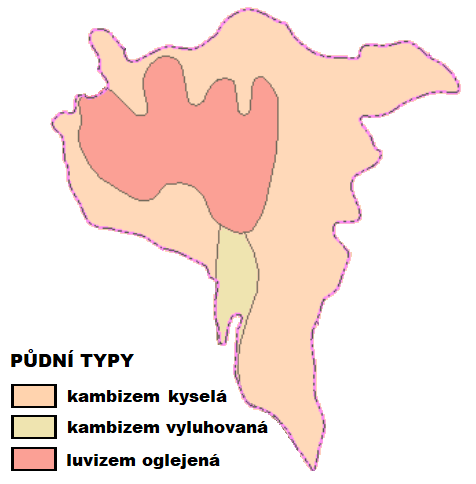 PŮDNÍ TYPY
kambizem kyselá
kambizem vyluhovaná
luvizem oglejená